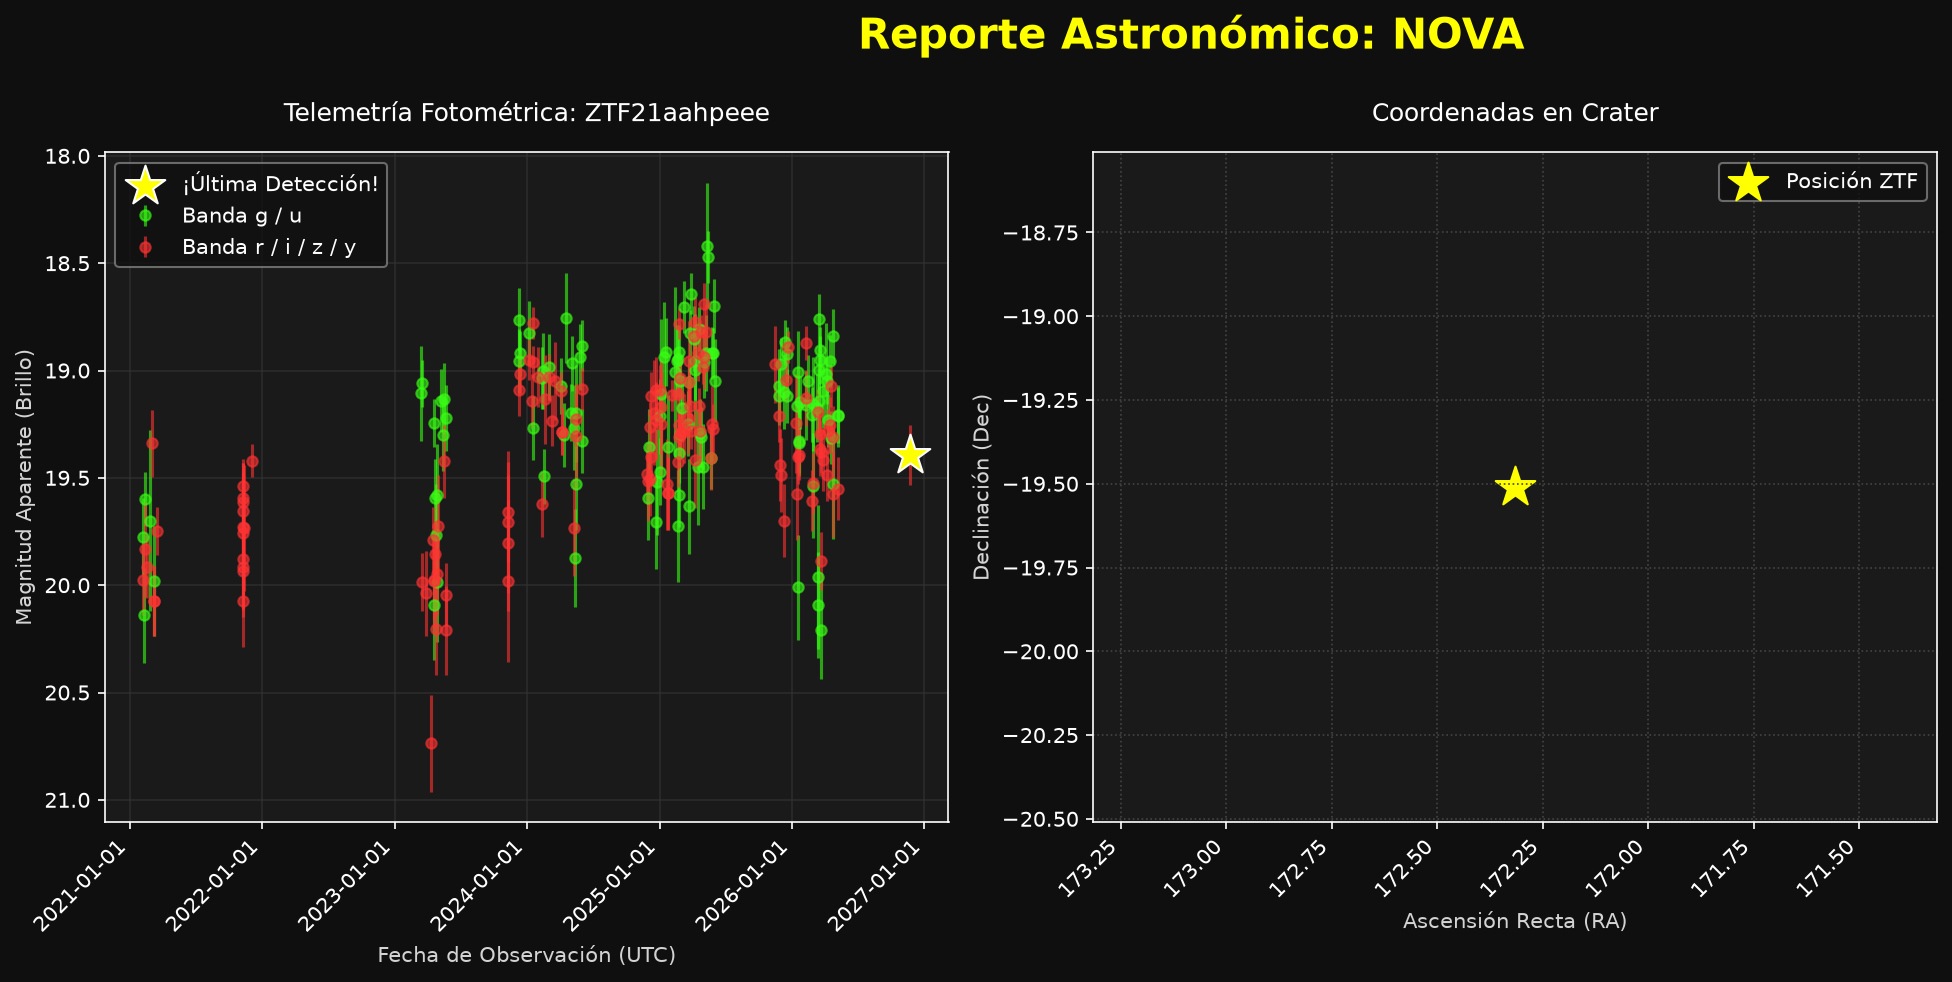 Reporte Astronómico: NOVA
Telemetría Fotométrica: ZTF21aahpeee
¡Última Detección!
Banda g / u
Banda r / i / z / y
Magnitud Aparente (Brillo)
18.0
18.5
19.0
19.5
20.0
20.5
21.0
2021-01-01
2022-01-01
2023-01-01
2024-01-01
2025-01-01
2026-01-01
2027-01-01
Fecha de Observación (UTC)
Coordenadas en Crater
Posición ZTF
Declinación (Dec)
−18.75
−19.00
−19.25
−19.50
−19.75
−20.00
−20.25
−20.50
173.25
173.00
172.75
172.50
172.25
172.00
171.75
171.50
Ascensión Recta (RA)